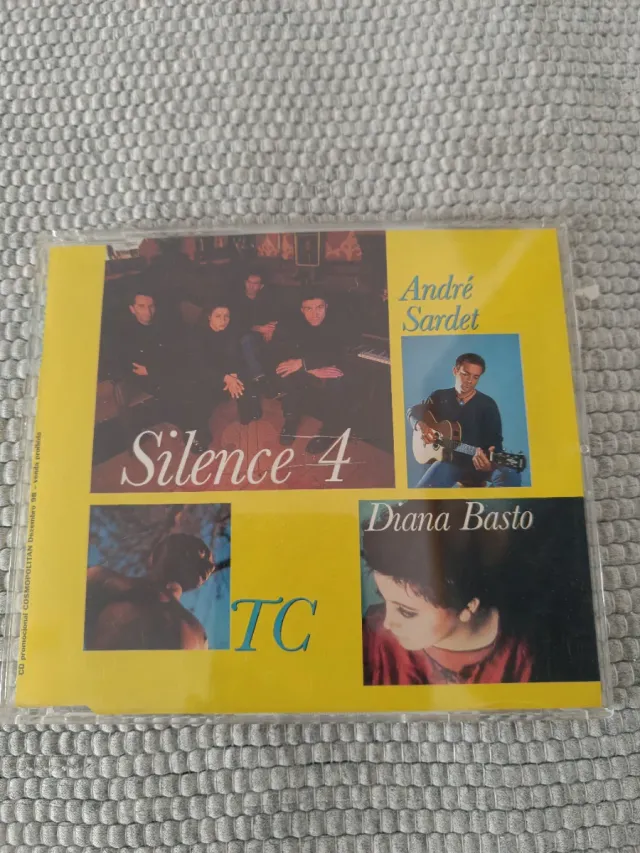 André
Sardet
Silence 4
Diana Basto
TC
CD promocional COSMOPOLITAN Dezembro 98 - venda proibida